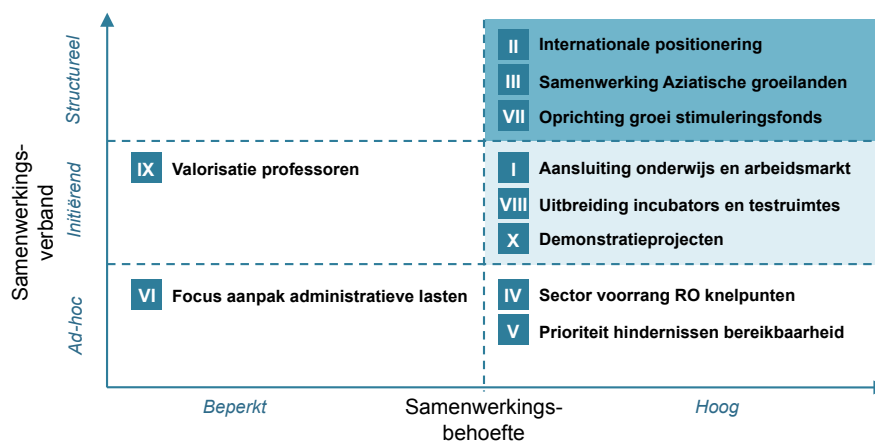 Samenwerkings-
verband
Structureel
II Internationale positionering
III Samenwerking Aziatische groeilanden
VII Oprichting groei stimuleringsfonds
Initiërend
IX Valorisatie professoren
I Aansluiting onderwijs en arbeidsmarkt
VIII Uitbreiding incubators en testruimtes
X Demonstratieprojecten
Ad-hoc
VI Focus aanpak administratieve lasten
IV Sector voorrang RO knelpunten
V Prioriteit hindernissen bereikbaarheid
Beperkt
Samenwerkings-
behoefte
Hoog